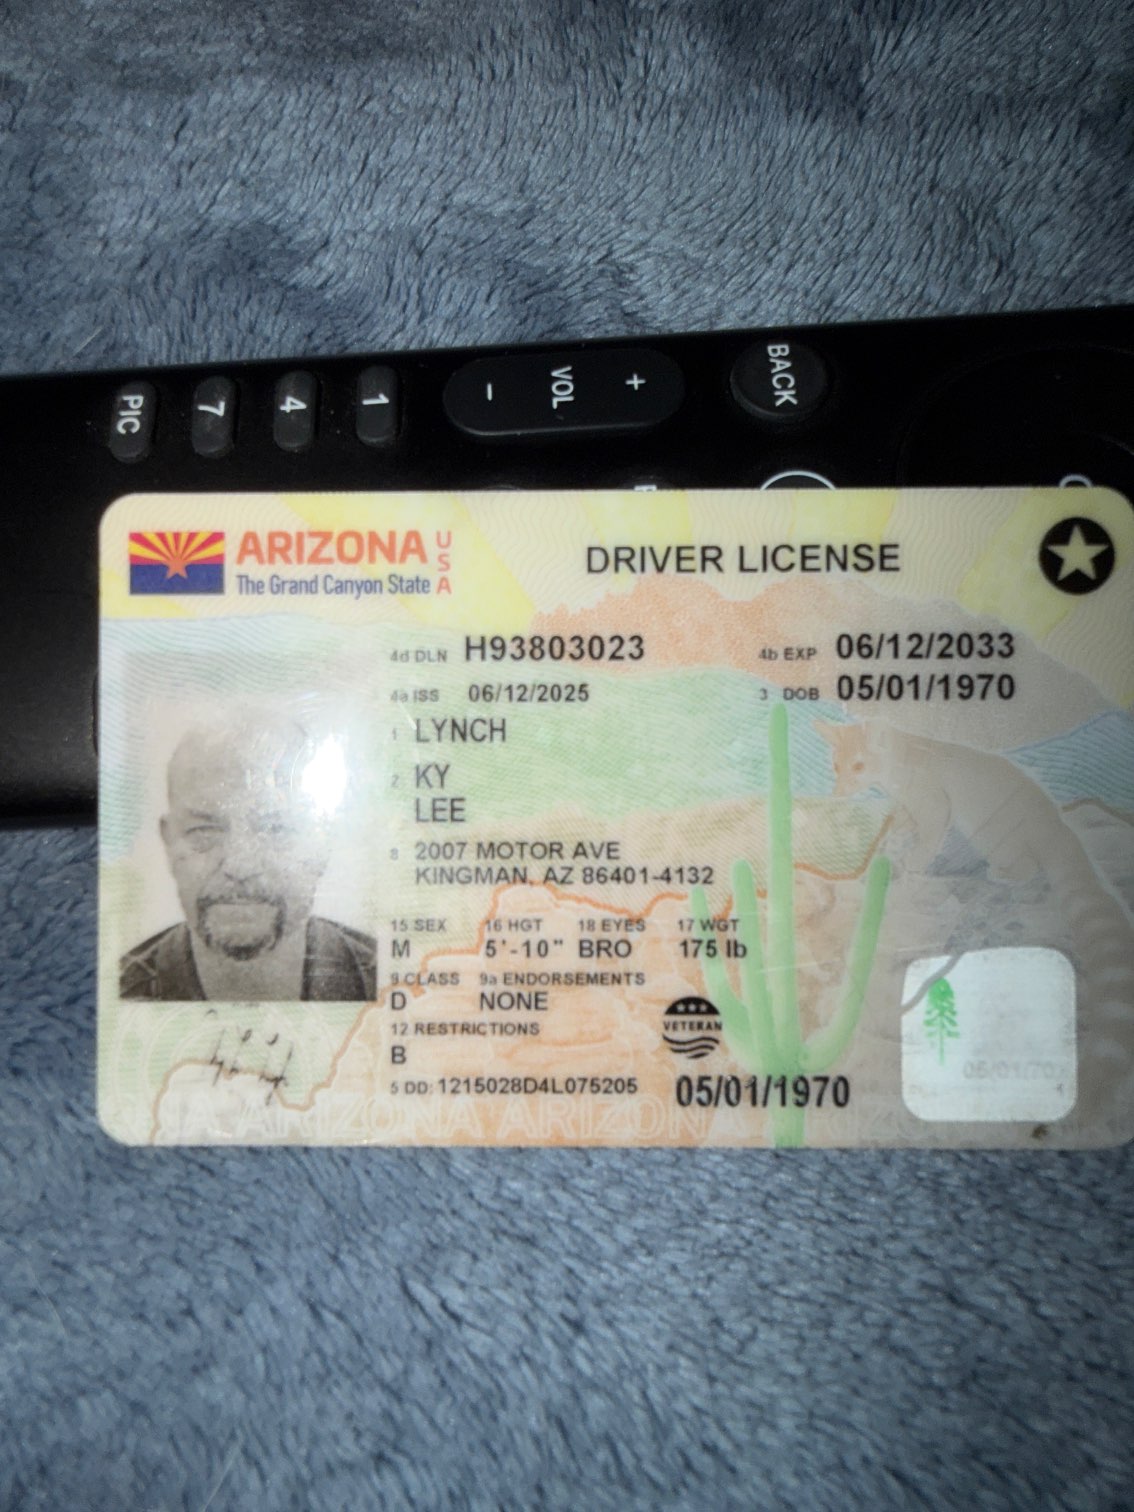 PIC
7
4
1
- VOL +
BACK
ARIZONA USA
The Grand Canyon State
DRIVER LICENSE
4d DLN H93803023
4b EXP 06/12/2033
4a ISS 06/12/2025
3 DOB 05/01/1970
1 LYNCH
2 KY
LEE
8 2007 MOTOR AVE
KINGMAN, AZ 86401-4132
15 SEX 16 HGT 18 EYES 17 WGT
M 5'-10" BRO 175 lb
9 CLASS 9a ENDORSEMENTS
D NONE
12 RESTRICTIONS
B
VETERAN
5 DD: 1215028D4L075205
05/01/1970
05/01/70
ARIZONA ARIZONA